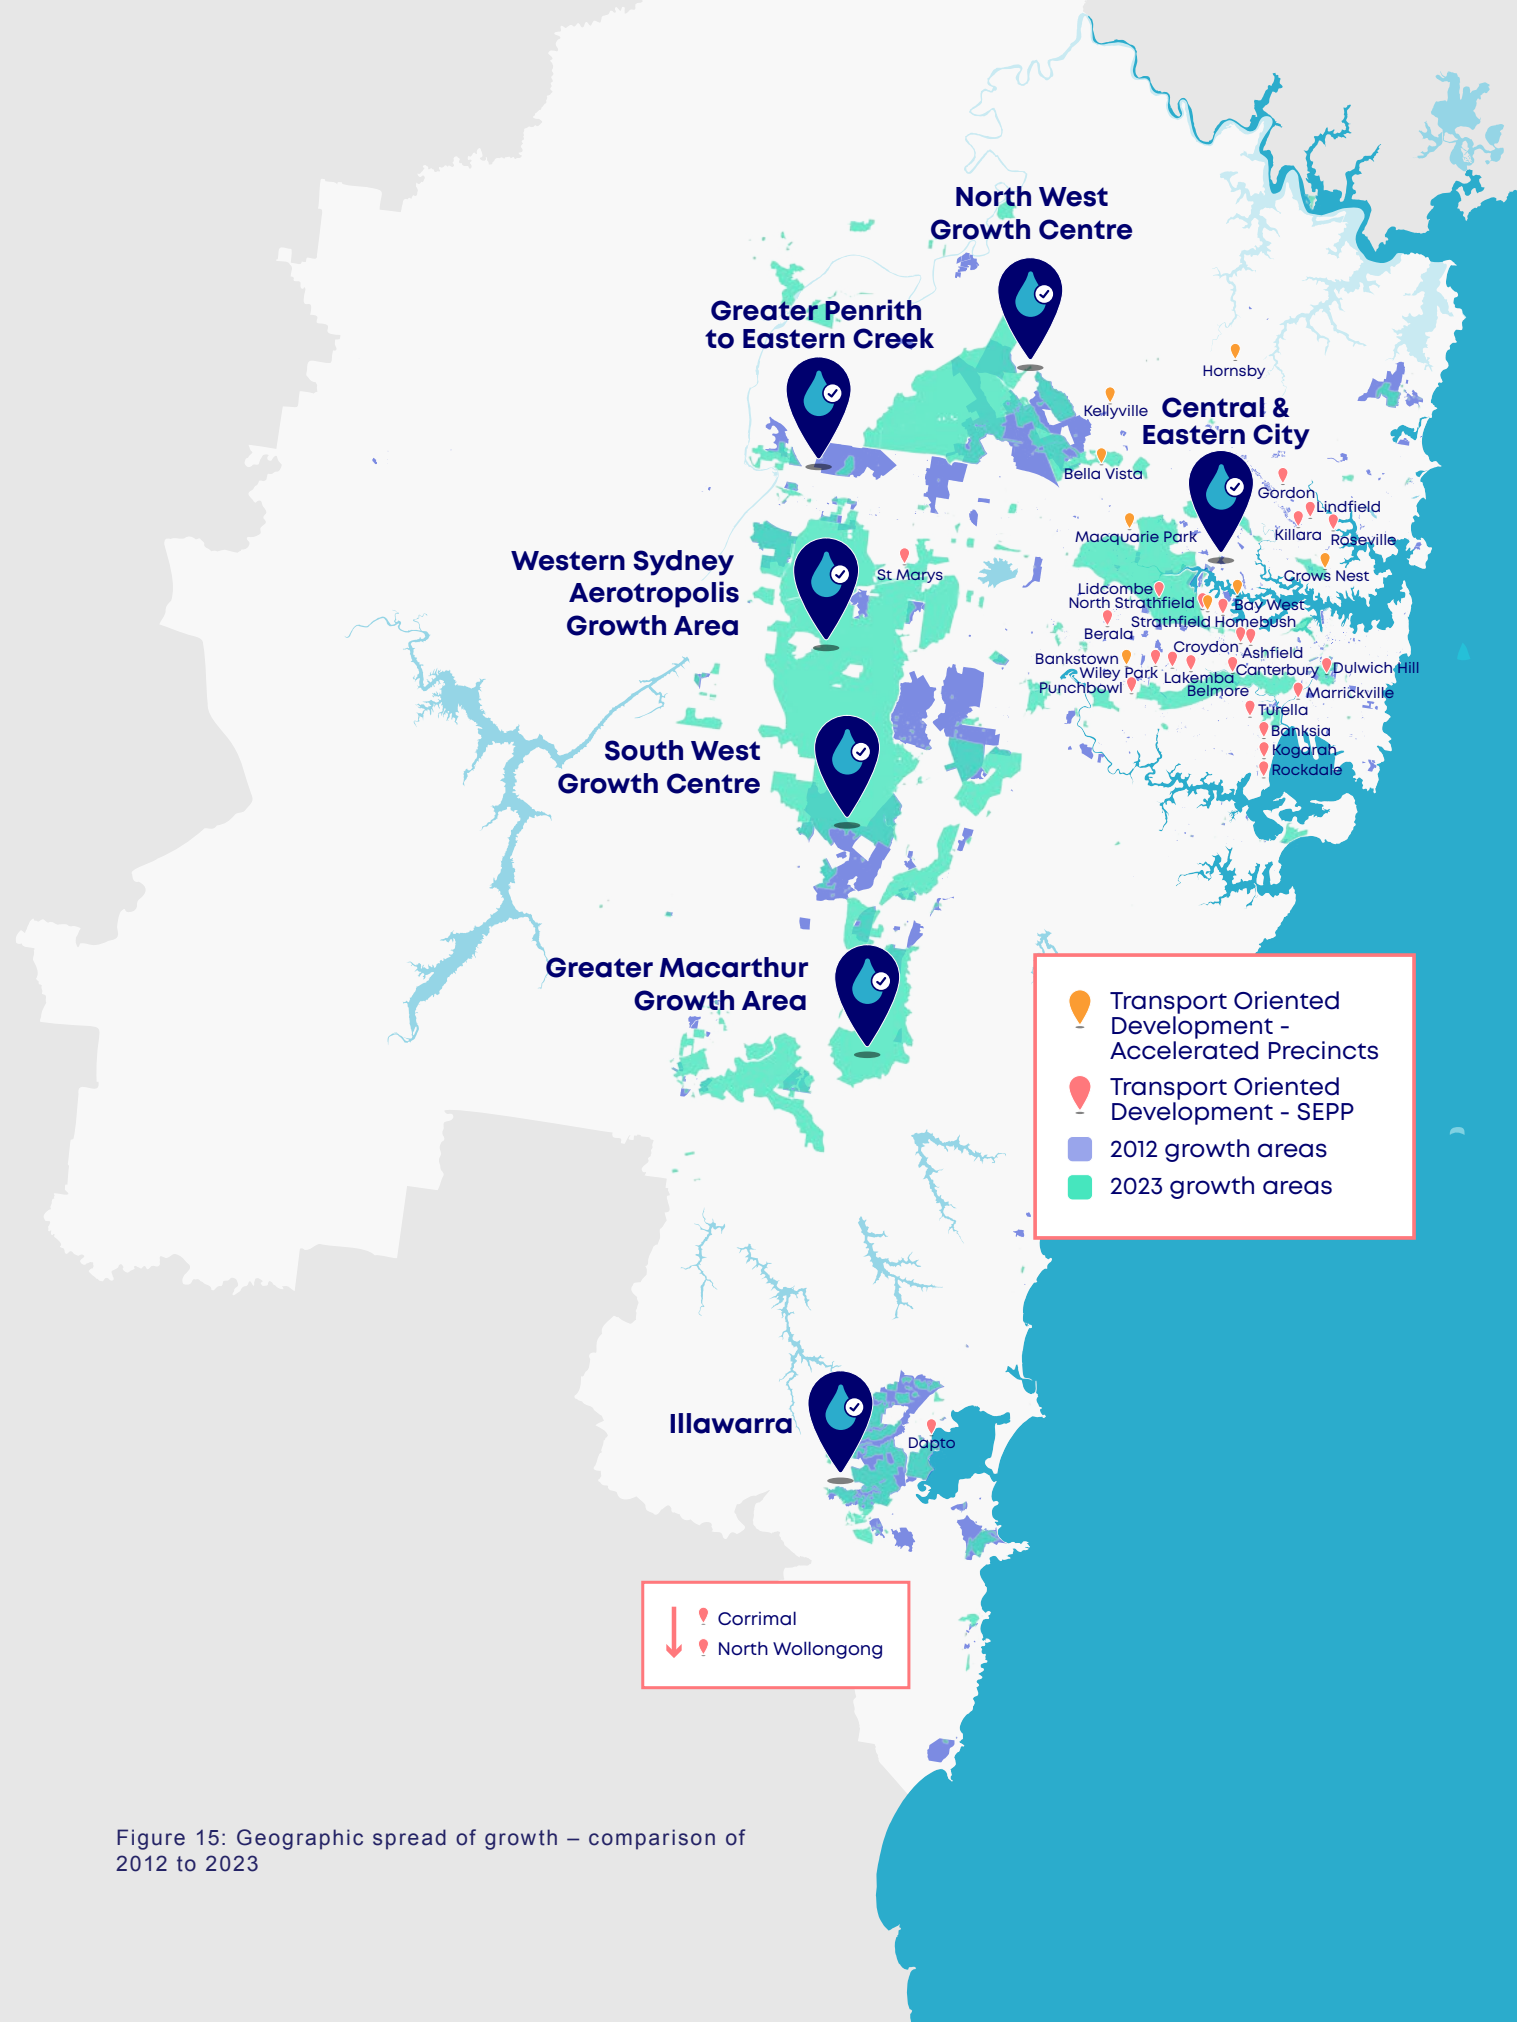 North West
Growth Centre
Greater Penrith
to Eastern Creek
Hornsby
Kellyville
Central &
Eastern City
Bella Vista
Gordon
Lindfield
Killara
Roseville
Macquarie Park
Western Sydney
Aerotropolis
Growth Area
St Marys
Crows Nest
Lidcombe
North Strathfield
Bay West
Strathfield
Homebush
Berala
Croydon
Ashfield
Bankstown
Wiley Park
Canterbury
Dulwich Hill
Lakemba
Punchbowl
Belmore
Marrickville
Turella
Banksia
Kogarah
Rockdale
South West
Growth Centre
Greater Macarthur
Growth Area
Transport Oriented
Development -
Accelerated Precincts
Transport Oriented
Development - SEPP
2012 growth areas
2023 growth areas
Illawarra
Dapto
Corrimal
North Wollongong
Figure 15: Geographic spread of growth – comparison of
2012 to 2023